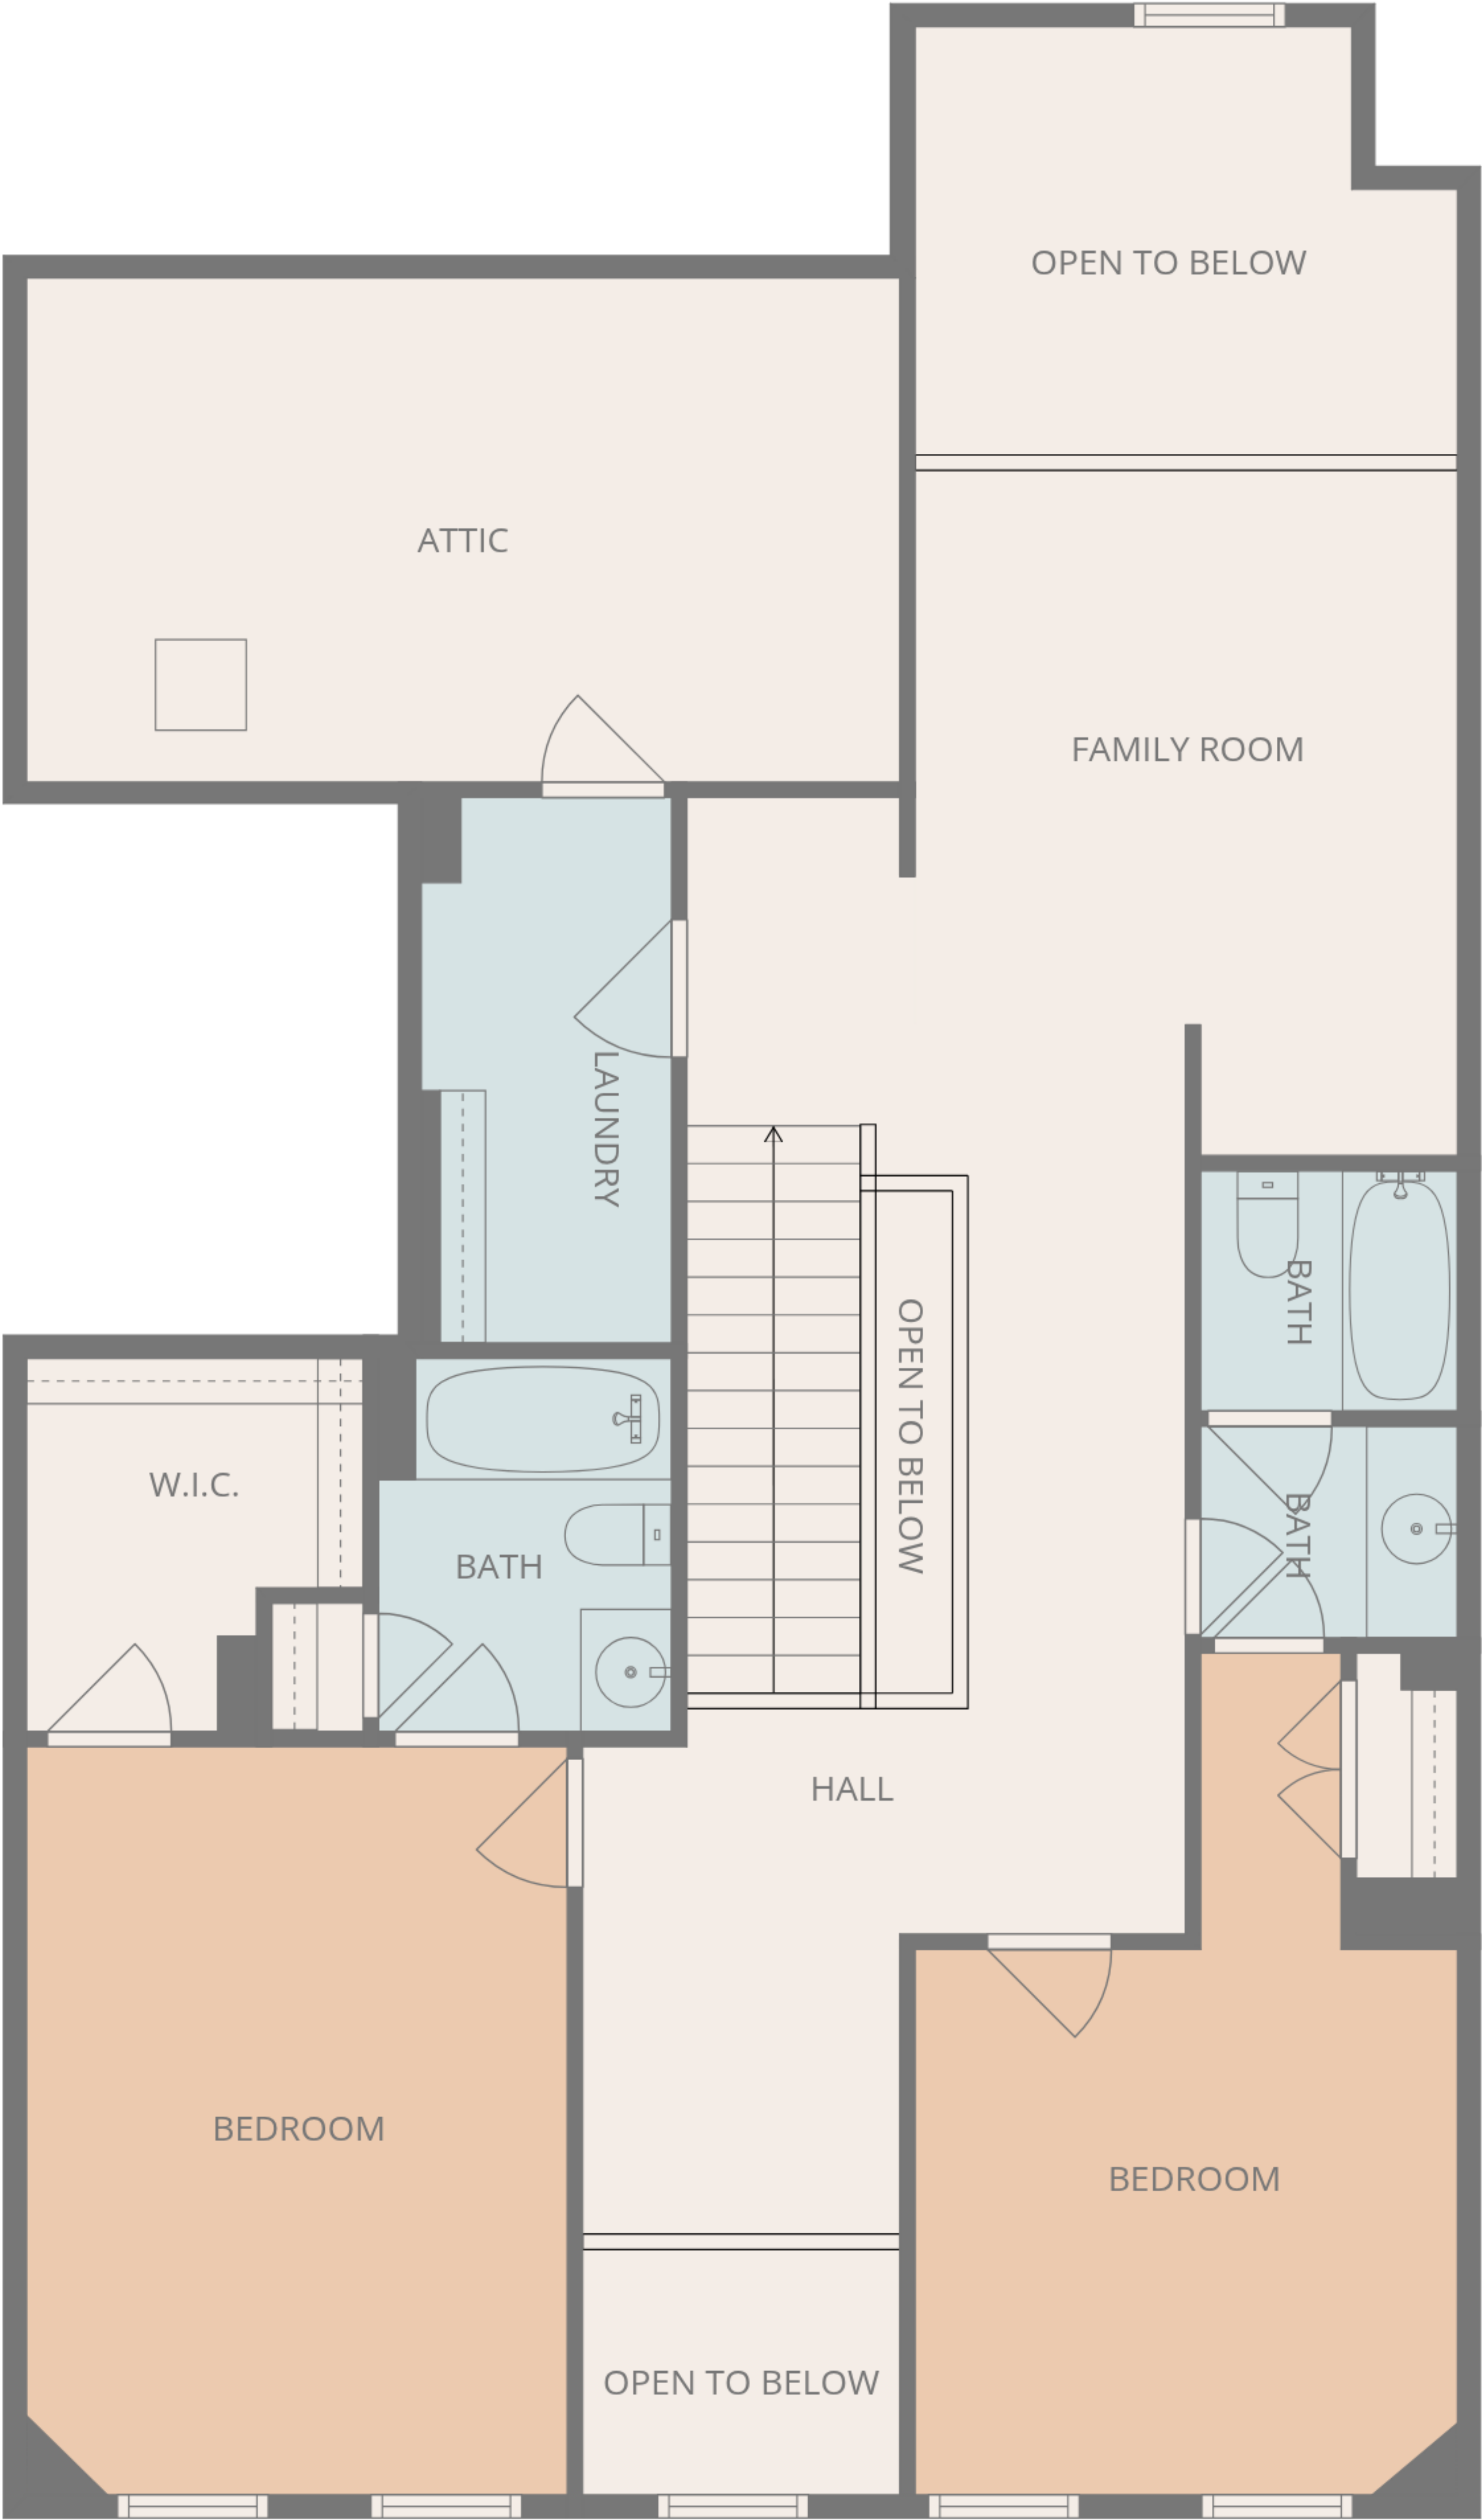 OPEN TO BELOW
ATTIC
FAMILY ROOM
LAUNDRY
BATH
OPEN TO BELOW
W.I.C.
BATH
BATH
HALL
BEDROOM
BEDROOM
OPEN TO BELOW